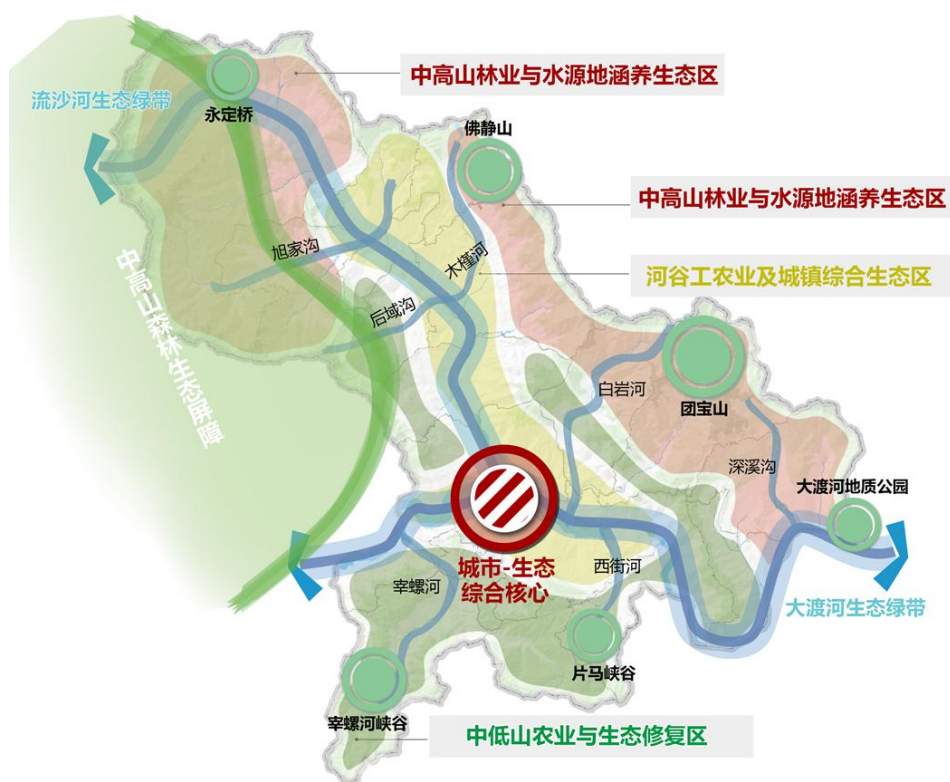 中高山林业与水源地涵养生态区
流沙河生态绿带
永定桥
佛静山
中高山林业与水源地涵养生态区
旭家沟
木槿河
河谷工农业及城镇综合生态区
中高山森林生态屏障
后域沟
白岩河
团宝山
深溪沟
大渡河地质公园
城市-生态
综合核心
宰螺河
西街河
大渡河生态绿带
片马峡谷
宰螺河峡谷
中低山农业与生态修复区